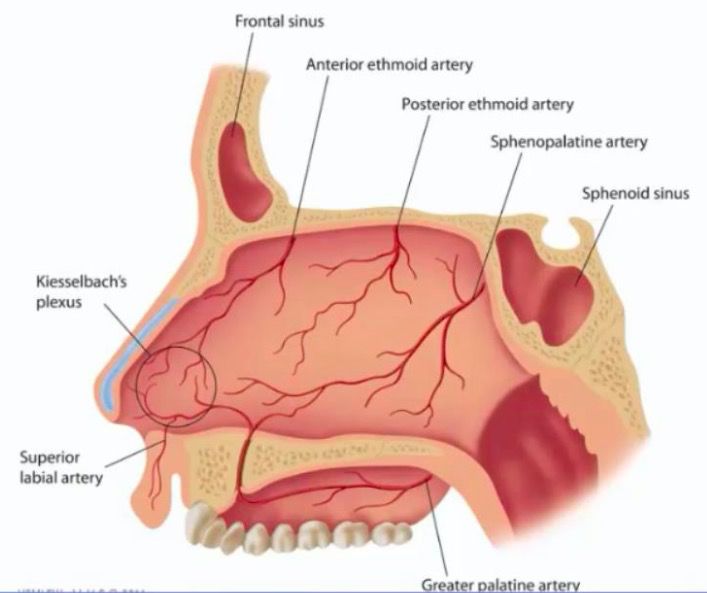 Frontal sinus
Anterior ethmoid artery
Posterior ethmoid artery
Sphenopalatine artery
Sphenoid sinus
Kiesselbach's
plexus
Superior
labial artery
Greater palatine artery